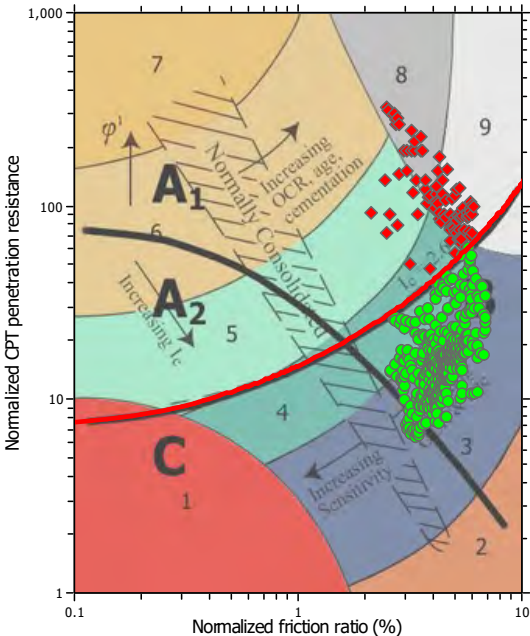 1,000
7
8
9
φ'
Increasing
OCR, age,
cementation
A₁
Normally Consolidated
100
6
A₂
Increasing Ic
5
10
4
C
3
1
Increasing
Sensitivity
2
1
0.1
1
10
Normalized CPT penetration resistance
Normalized friction ratio (%)